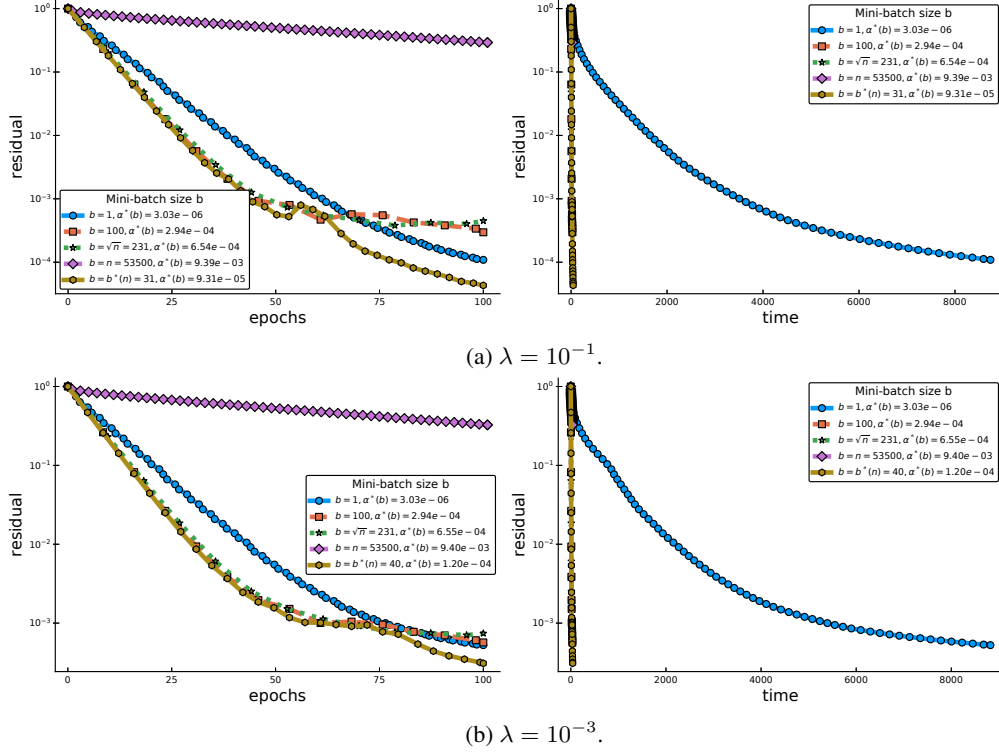 10^0
10^-1
10^-2
10^-3
10^-4
residual
Mini-batch size b
b = 1, α*(b) = 3.03e − 06
b = 100, α*(b) = 2.94e − 04
b = √n = 231, α*(b) = 6.54e − 04
b = n = 53500, α*(b) = 9.39e − 03
b = b*(n) = 31, α*(b) = 9.31e − 05
0 25 50 75 100
epochs
10^0
10^-1
10^-2
10^-3
10^-4
residual
Mini-batch size b
b = 1, α*(b) = 3.03e − 06
b = 100, α*(b) = 2.94e − 04
b = √n = 231, α*(b) = 6.54e − 04
b = n = 53500, α*(b) = 9.39e − 03
b = b*(n) = 31, α*(b) = 9.31e − 05
0 2000 4000 6000 8000
time
(a) λ = 10^-1.
10^0
10^-1
10^-2
10^-3
residual
Mini-batch size b
b = 1, α*(b) = 3.03e − 06
b = 100, α*(b) = 2.94e − 04
b = √n = 231, α*(b) = 6.55e − 04
b = n = 53500, α*(b) = 9.40e − 03
b = b*(n) = 40, α*(b) = 1.20e − 04
0 25 50 75 100
epochs
10^0
10^-1
10^-2
10^-3
residual
Mini-batch size b
b = 1, α*(b) = 3.03e − 06
b = 100, α*(b) = 2.94e − 04
b = √n = 231, α*(b) = 6.55e − 04
b = n = 53500, α*(b) = 9.40e − 03
b = b*(n) = 40, α*(b) = 1.20e − 04
0 2000 4000 6000 8000
time
(b) λ = 10^-3.